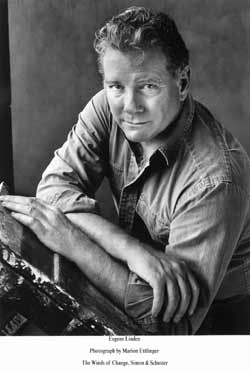 Eugene Linden
Photograph by Marion Ettlinger
The Winds of Change, Simon & Schuster